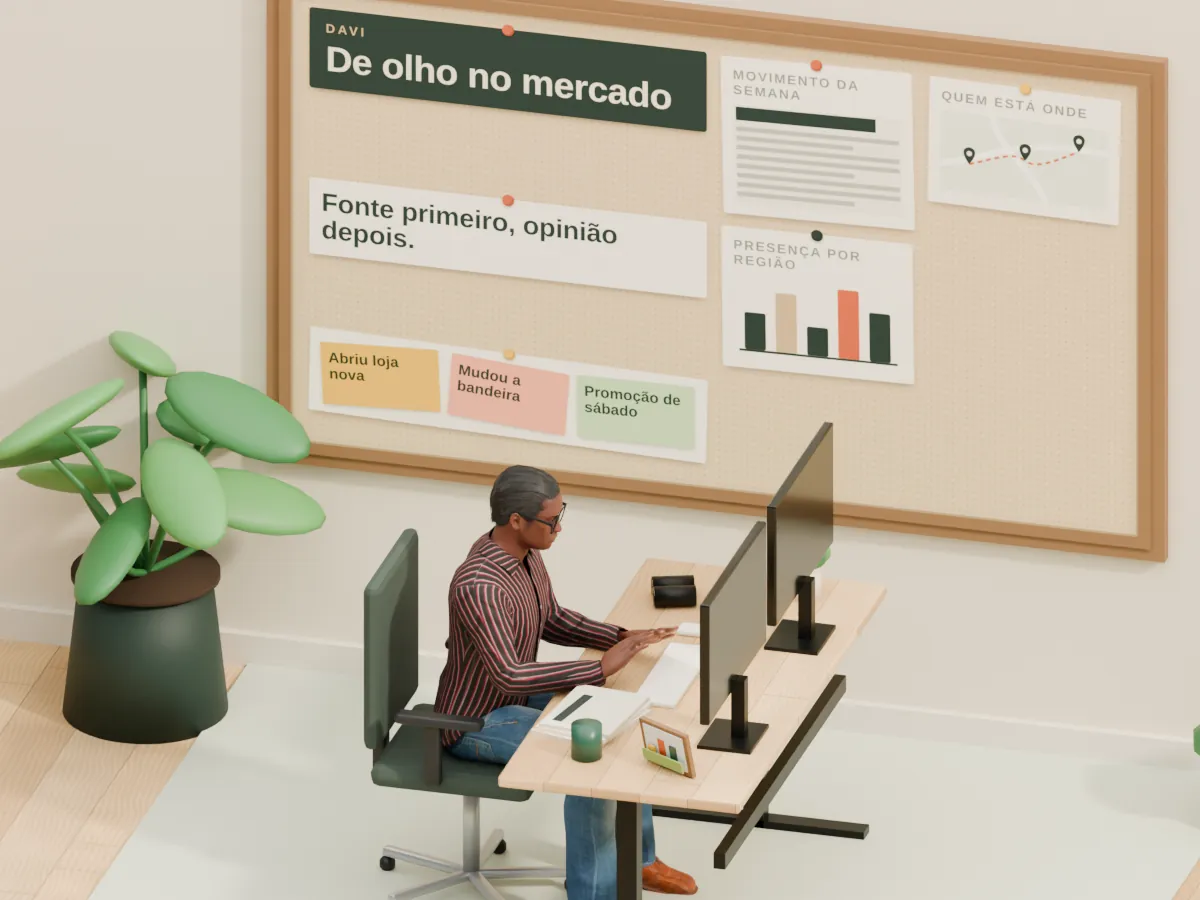 DAVI
De olho no mercado
Fonte primeiro, opinião
depois.
Abriu loja
nova
Mudou a
bandeira
Promoção de
sábado
MOVIMENTO DA
SEMANA
PRESENÇA POR
REGIÃO
QUEM ESTÁ ONDE